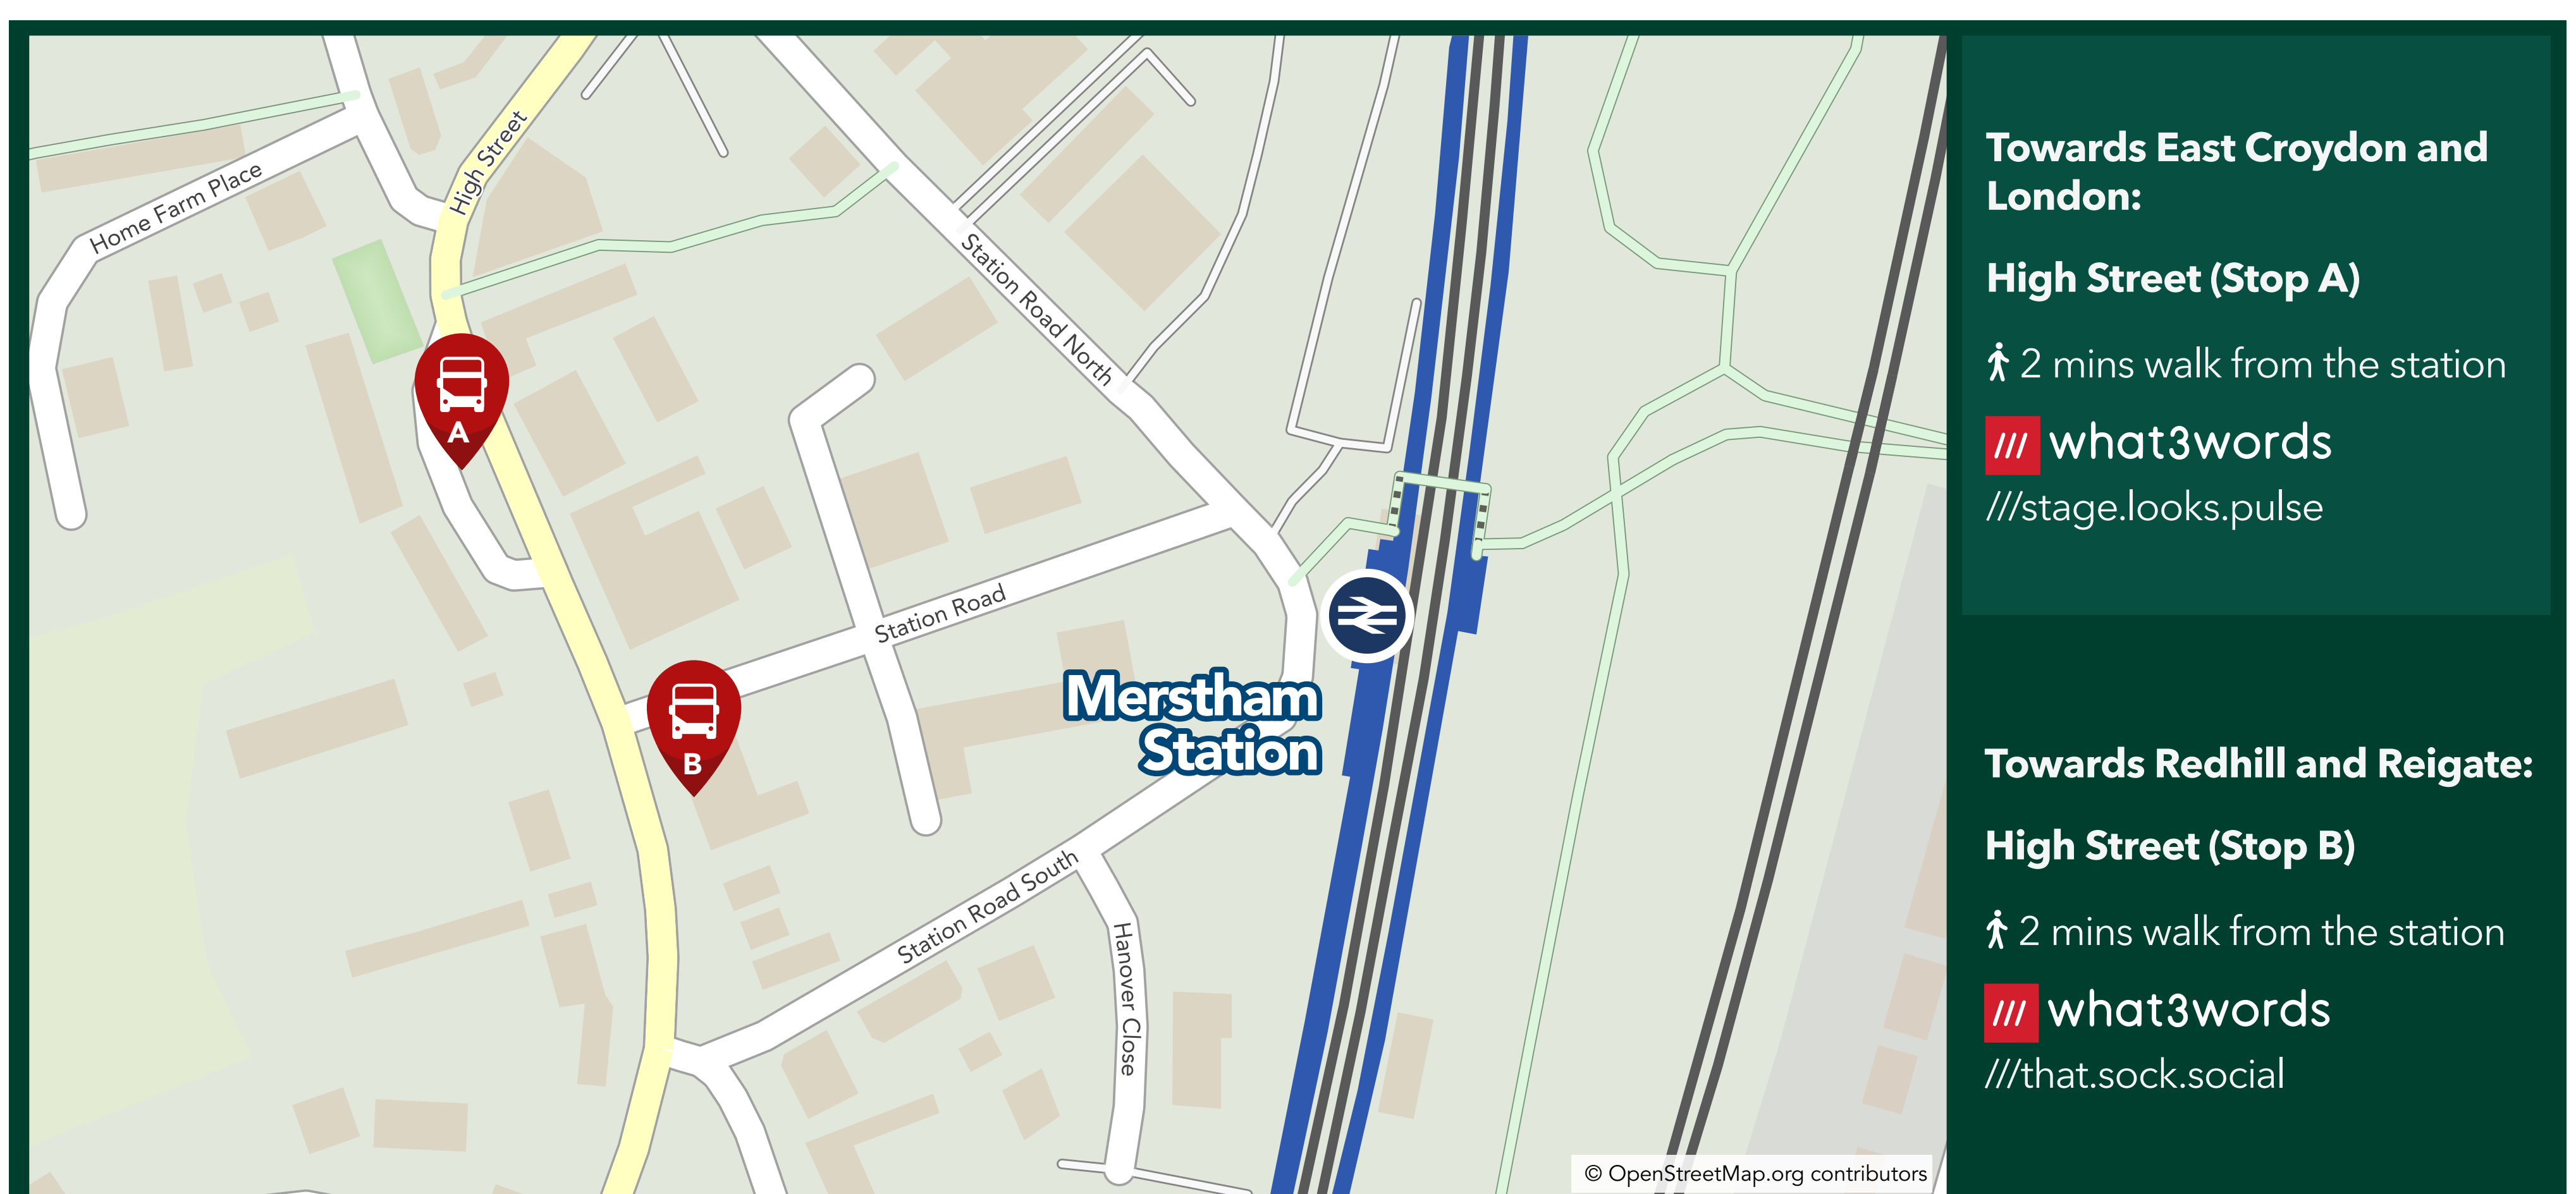 High Street
Home Farm Place
Station Road North
A
Station Road
B
Merstham
Station
Station Road South
Hanover Close
© OpenStreetMap.org contributors
Towards East Croydon and
London:
High Street (Stop A)
2 mins walk from the station
what3words
///stage.looks.pulse
Towards Redhill and Reigate:
High Street (Stop B)
2 mins walk from the station
what3words
///that.sock.social